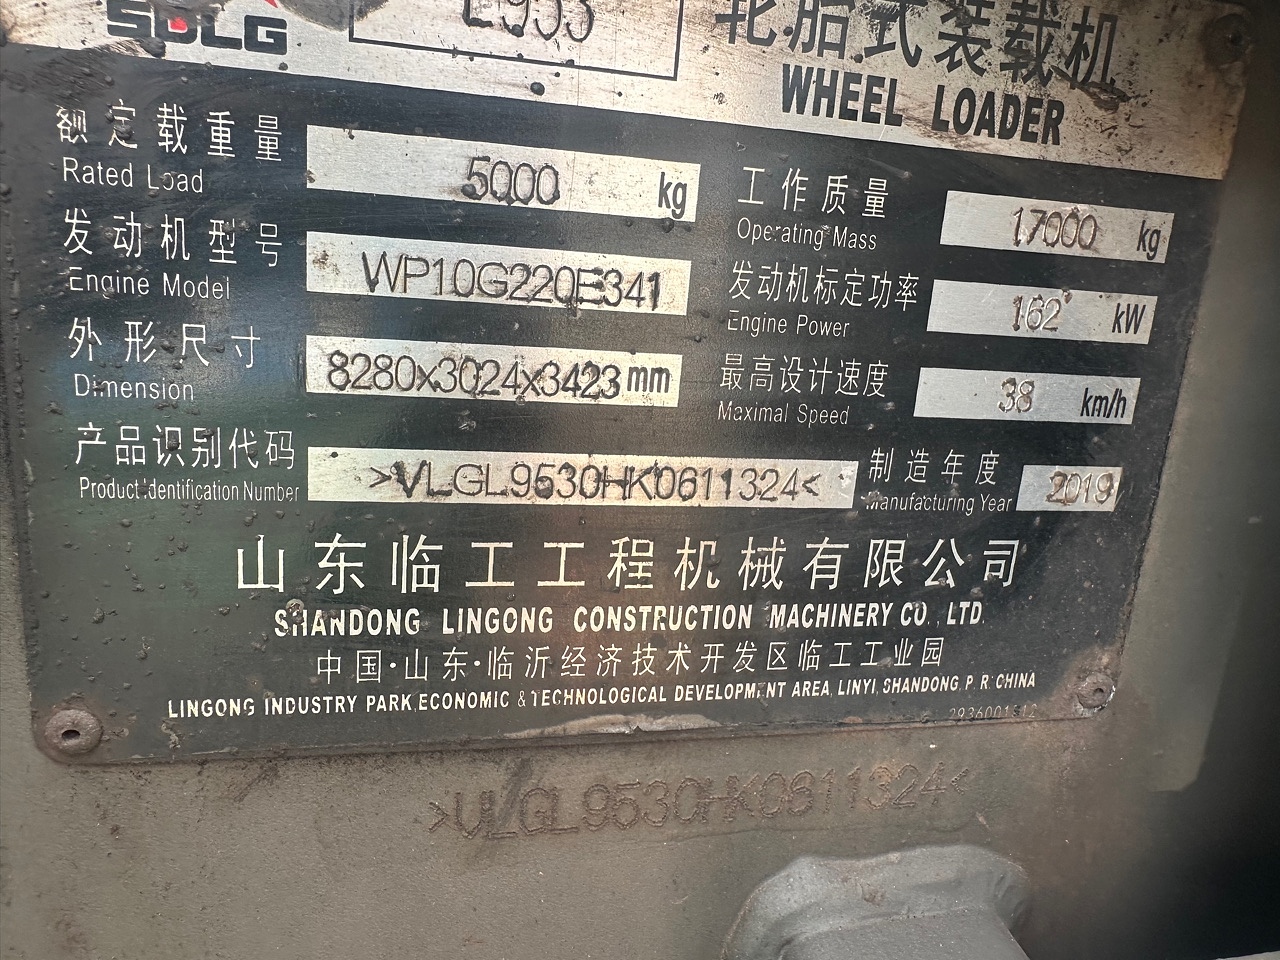 SDLG
L953
轮胎式装载机
WHEEL LOADER
额定载重量
Rated Load
5000 kg
工作质量
Operating Mass
17000 kg
发动机型号
Engine Model
WP10G220E341
发动机标定功率
Engine Power
162 kW
外形尺寸
Dimension
8280x3024x3423 mm
最高设计速度
Maximal Speed
38 km/h
产品识别代码
Product Identification Number
>VLGL9530HK0611324<
制造年度
Manufacturing Year
2019
山东临工工程机械有限公司
SHANDONG LINGONG CONSTRUCTION MACHINERY CO., LTD.
中国·山东·临沂经济技术开发区临工工业园
LINGONG INDUSTRY PARK,ECONOMIC & TECHNOLOGICAL DEVELOPMENT AREA, LINYI, SHANDONG, P. R. CHINA
2936001512
>VLGL9530HK0611324<